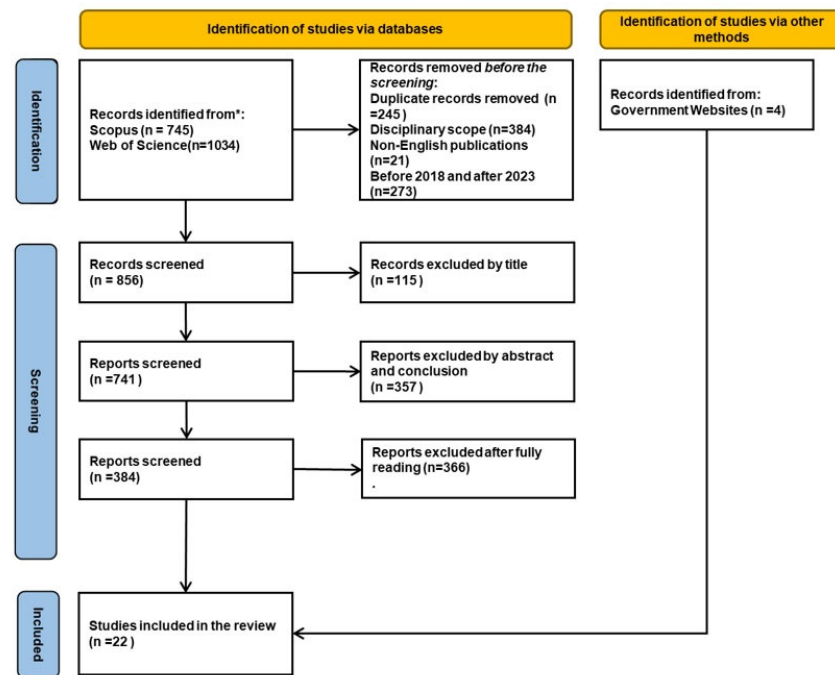 Identification of studies via databases
Identification of studies via other
methods
Identification
Records identified from*:
Scopus (n = 745)
Web of Science(n=1034)
Records removed before the
screening:
Duplicate records removed (n
=245)
Disciplinary scope (n=384)
Non-English publications
(n=21)
Before 2018 and after 2023
(n=273)
Records identified from:
Government Websites (n =4)
Screening
Records screened
(n = 856)
Records excluded by title
(n =115 )
Reports screened
(n =741)
Reports excluded by abstract
and conclusion
(n =357)
Reports screened
(n =384)
Reports excluded after fully
reading (n=366)
.
Included
Studies included in the review
(n =22 )